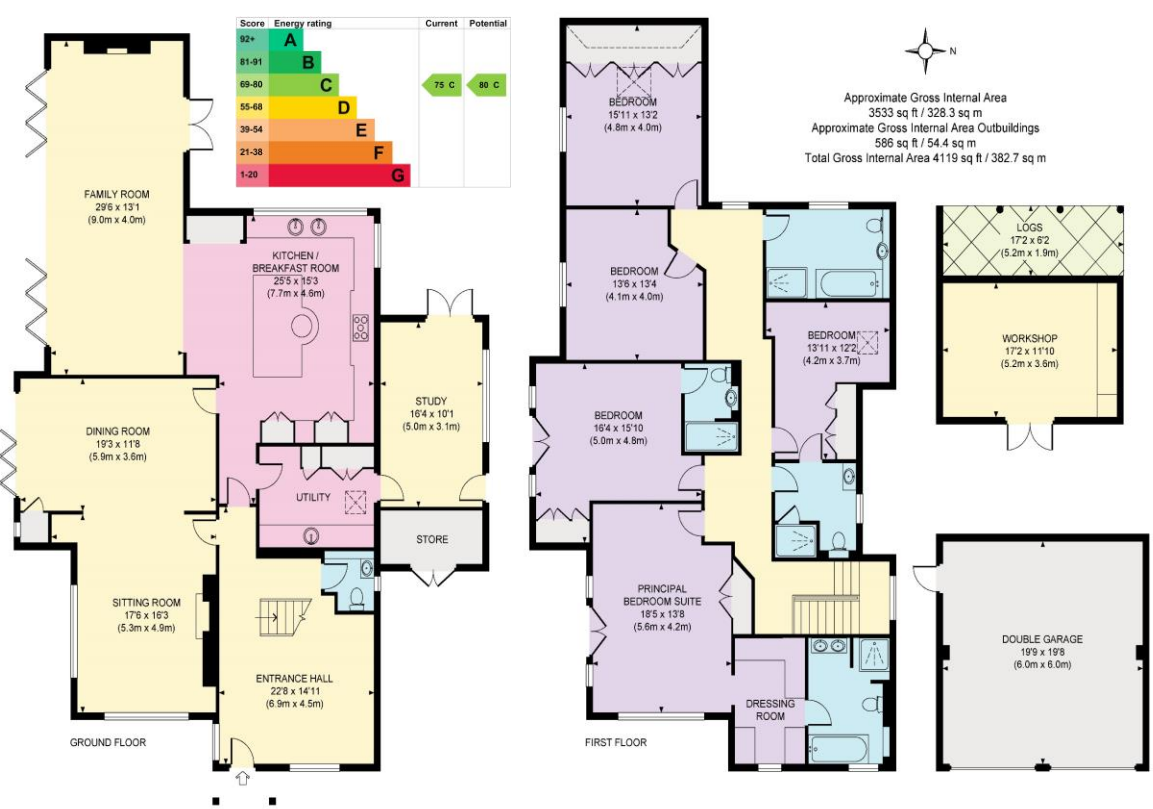 Score Energy rating Current Potential
92+ A
81-91 B
69-80 C 75 C 80 C
55-68 D
39-54 E
21-38 F
1-20 G
N
Approximate Gross Internal Area
3533 sq ft / 328.3 sq m
Approximate Gross Internal Area Outbuildings
586 sq ft / 54.4 sq m
Total Gross Internal Area 4119 sq ft / 382.7 sq m
FAMILY ROOM
29'6 x 13'1
(9.0m x 4.0m)
KITCHEN /
BREAKFAST ROOM
25'5 x 15'3
(7.7m x 4.6m)
DINING ROOM
19'3 x 11'8
(5.9m x 3.6m)
STUDY
16'4 x 10'1
(5.0m x 3.1m)
UTILITY
STORE
SITTING ROOM
17'6 x 16'3
(5.3m x 4.9m)
ENTRANCE HALL
22'8 x 14'11
(6.9m x 4.5m)
GROUND FLOOR
BEDROOM
15'11 x 13'2
(4.8m x 4.0m)
BEDROOM
13'6 x 13'4
(4.1m x 4.0m)
BEDROOM
13'11 x 12'2
(4.2m x 3.7m)
BEDROOM
16'4 x 15'10
(5.0m x 4.8m)
PRINCIPAL
BEDROOM SUITE
18'5 x 13'8
(5.6m x 4.2m)
DRESSING
ROOM
FIRST FLOOR
LOGS
17'2 x 6'2
(5.2m x 1.9m)
WORKSHOP
17'2 x 11'10
(5.2m x 3.6m)
DOUBLE GARAGE
19'9 x 19'8
(6.0m x 6.0m)